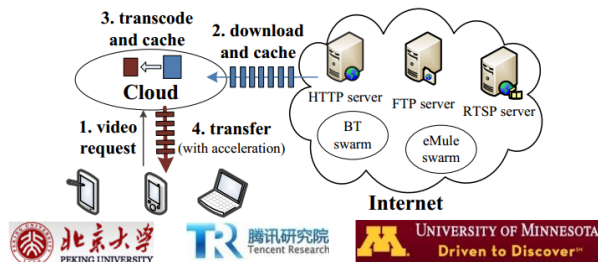 3. transcode
and cache
2. download
and cache
Cloud
HTTP server
FTP server
RTSP server
BT
swarm
eMule
swarm
1. video
request
4. transfer
(with acceleration)
Internet
北京大学
PEKING UNIVERSITY
TR
腾讯研究院
Tencent Research
M
UNIVERSITY OF MINNESOTA
Driven to Discover℠